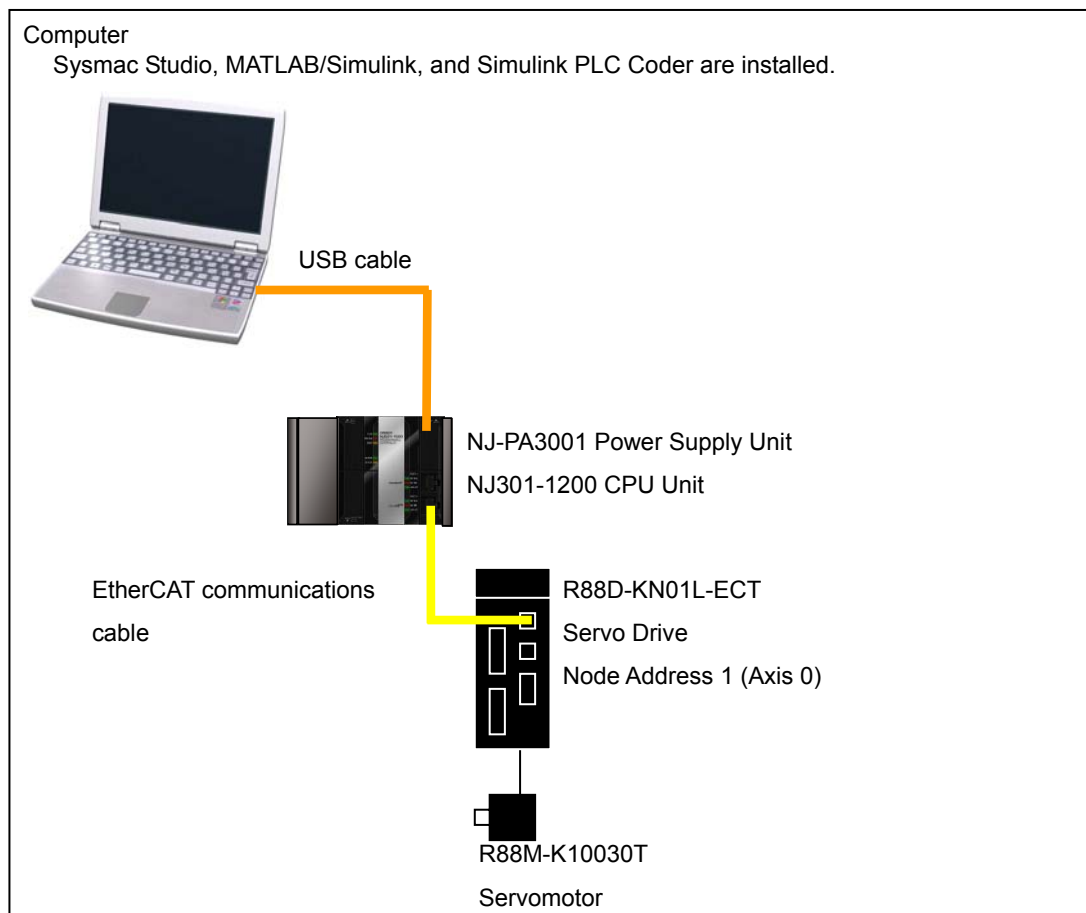 Computer
Sysmac Studio, MATLAB/Simulink, and Simulink PLC Coder are installed.
USB cable
NJ-PA3001 Power Supply Unit
NJ301-1200 CPU Unit
EtherCAT communications
cable
R88D-KN01L-ECT
Servo Drive
Node Address 1 (Axis 0)
R88M-K10030T
Servomotor